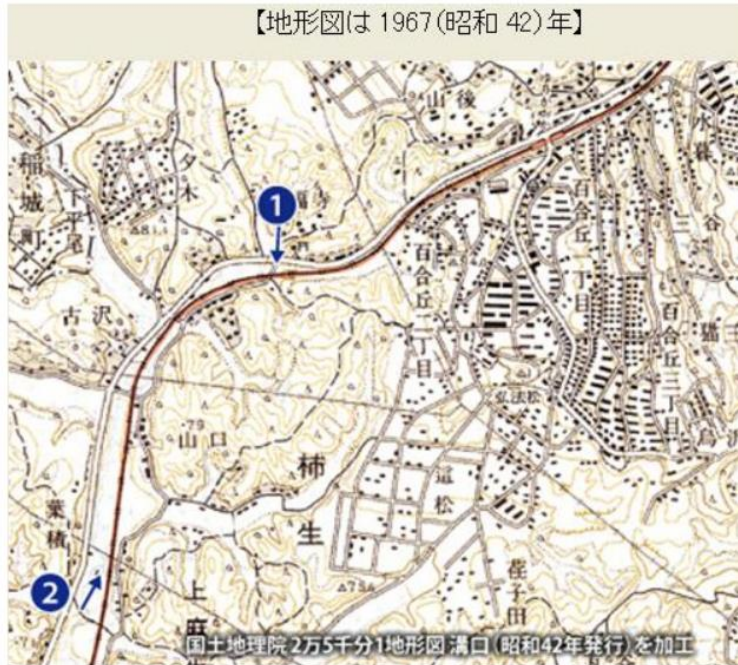 【地形図は 1967(昭和 42)年】
山後
夕木
稲城町
下平尾
1
百合丘一丁目
百合丘二丁目
百合丘三丁目
古沢
弘法松
山口
柿生
這松
2
上麻
国土地理院 2万5千分1地形図 溝口(昭和42年発行)を加工